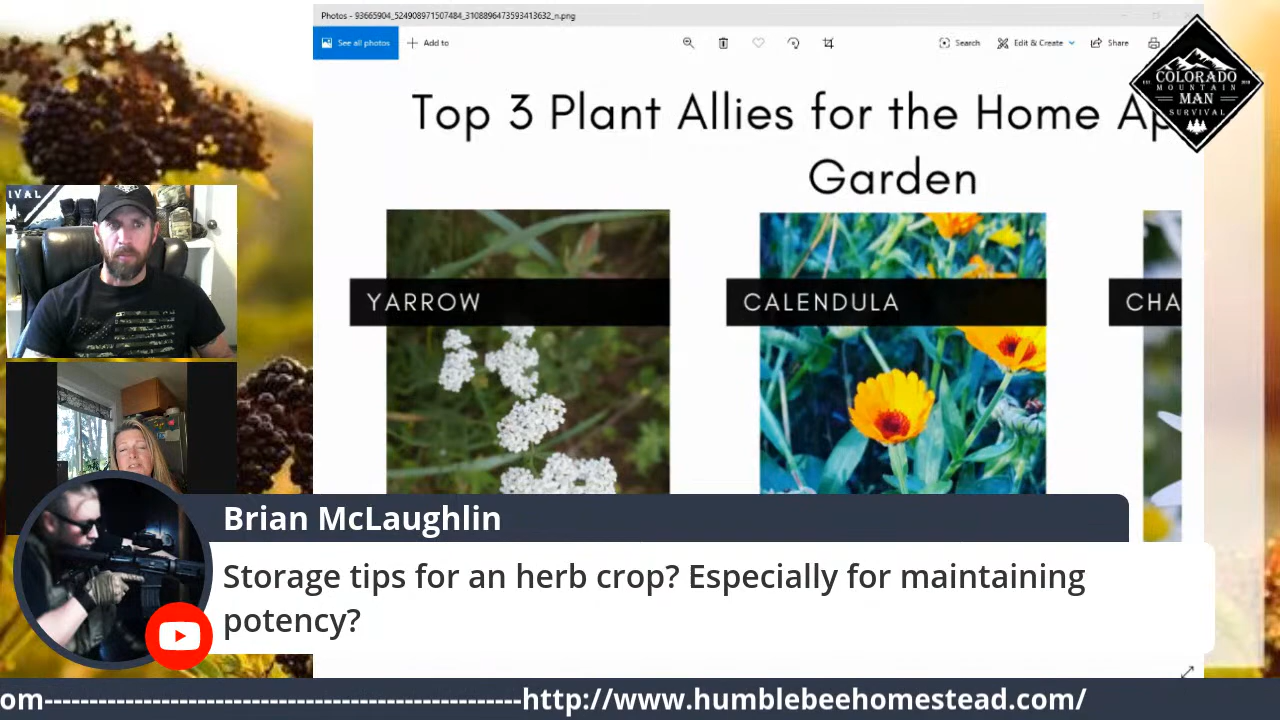 Photos - 93665904_524908971507484_3108896473593413632_n.png
See all photos
Add to
Search
Edit & Create
Share
COLORADO
MOUNTAIN
MAN
SURVIVAL
Top 3 Plant Allies for the Home Ap
Garden
IVAL
YARROW
CALENDULA
CHA
Brian McLaughlin
Storage tips for an herb crop? Especially for maintaining
potency?
om----------------------------------------------------http://www.humblebeehomestead.com/